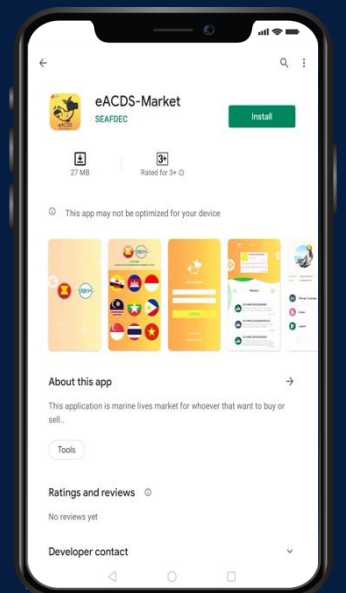 eACDS-Market
SEAFDEC
Install
27 MB
3+
Rated for 3+
This app may not be optimized for your device
eACDS
About this app
This application is marine lives market for whoever that want to buy or
sell..
Tools
Ratings and reviews
No reviews yet
Developer contact